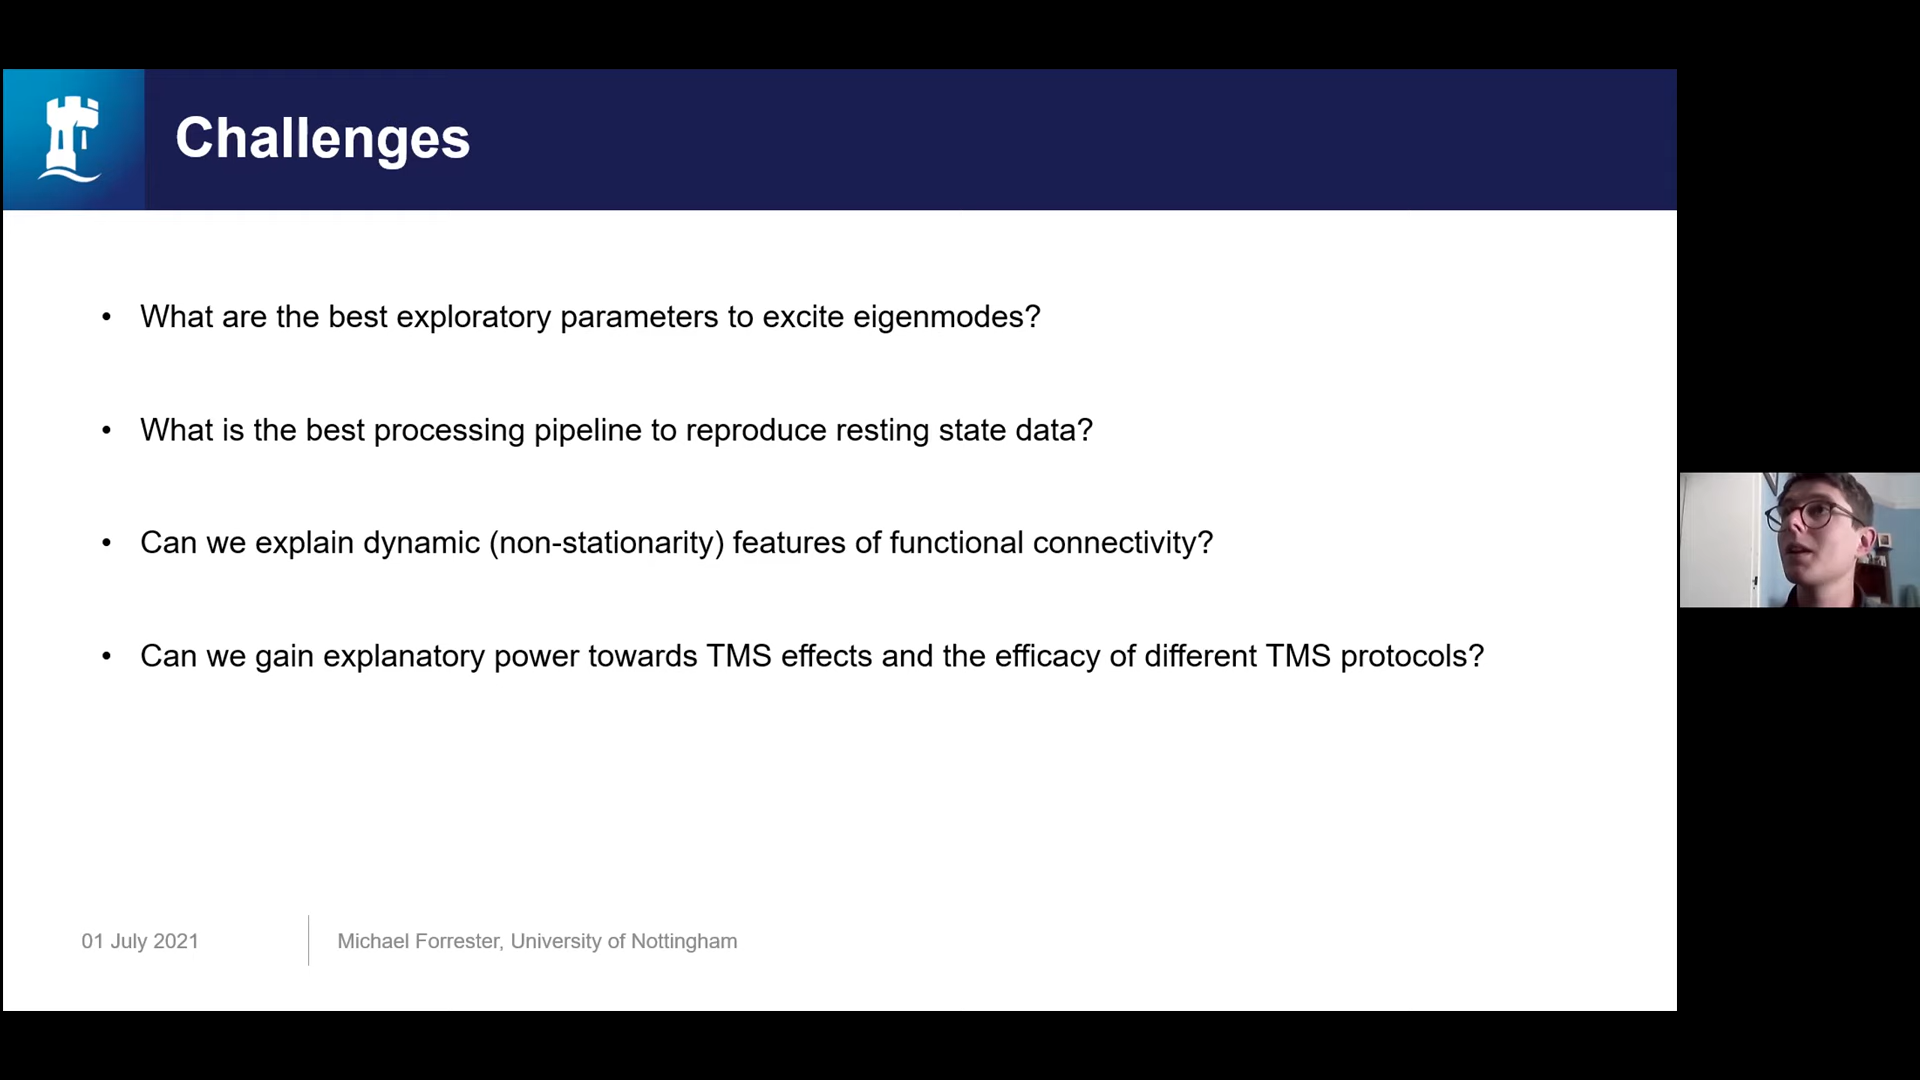 Challenges
• What are the best exploratory parameters to excite eigenmodes?
• What is the best processing pipeline to reproduce resting state data?
• Can we explain dynamic (non-stationarity) features of functional connectivity?
• Can we gain explanatory power towards TMS effects and the efficacy of different TMS protocols?
01 July 2021
Michael Forrester, University of Nottingham